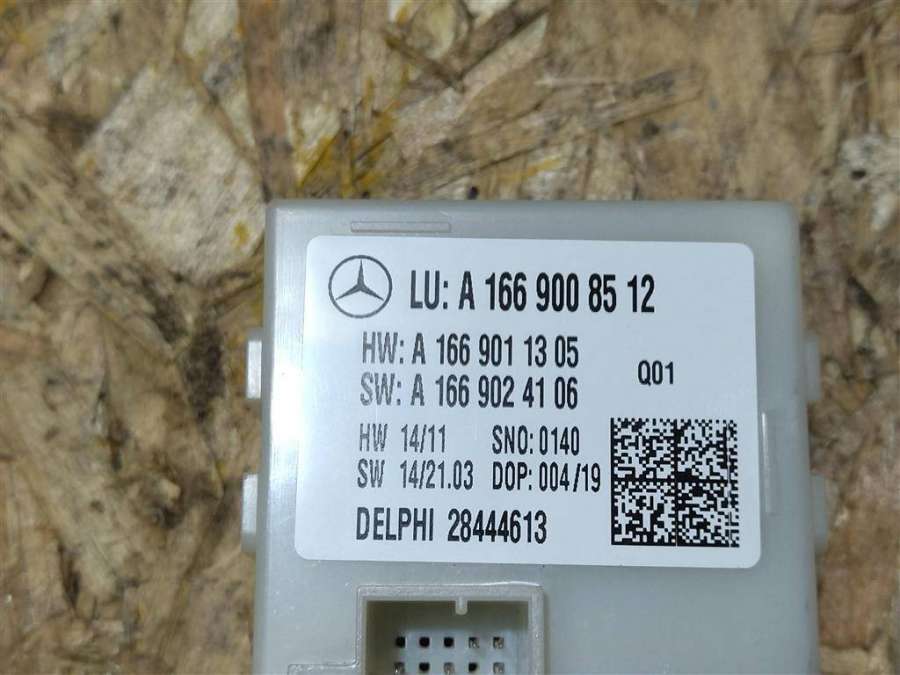 LU: A 166 900 85 12
HW: A 166 901 13 05
SW: A 166 902 41 06
Q01
HW 14/11 SNO: 0140
SW 14/21.03 DOP: 004/19
DELPHI 28444613